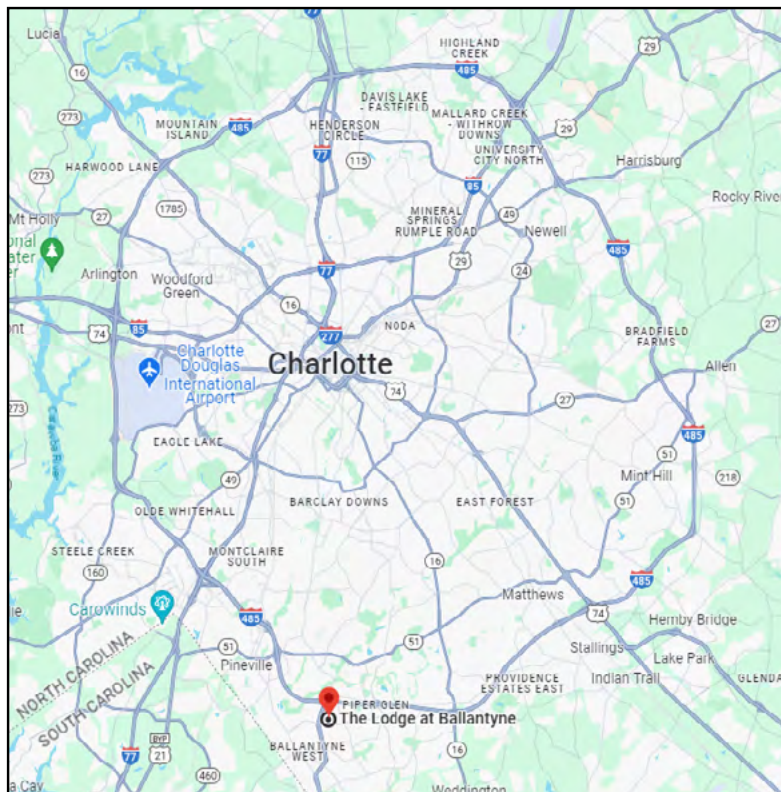 77
77
Lucia
HIGHLAND
CREEK
29
16
485
273
DAVIS LAKE
- EASTFIELD
MALLARD CREEK
- WITHROW
DOWNS
MOUNTAIN
ISLAND
485
HENDERSON
CIRCLE
29
77
UNIVERSITY
CITY NORTH
115
HARWOOD LANE
Harrisburg
273
85
Rocky River
1785
49
Mt Holly
27
MINERAL
SPRINGS
RUMPLE ROAD
Newell
485
Arlington
Woodford
Green
77
29
24
16
74
85
277
NODA
BRADFIELD
FARMS
27
Charlotte
Douglas
International
Airport
Charlotte
Allen
74
27
273
EAGLE LAKE
485
51
49
Mint Hill
218
BARCLAY DOWNS
EAST FOREST
OLDE WHITEHALL
51
STEELE CREEK
MONTCLAIRE
SOUTH
16
160
485
Carowinds
Matthews
485
74
Hemby Bridge
51
51
Stallings
NORTH CAROLINA
Pineville
Lake Park
PROVIDENCE
ESTATES EAST
Indian Trail
GLENDA
SOUTH CAROLINA
PIPER GLEN
The Lodge at Ballantyne
BYP
77
21
BALLANTYNE
WEST
16
460
Weddington